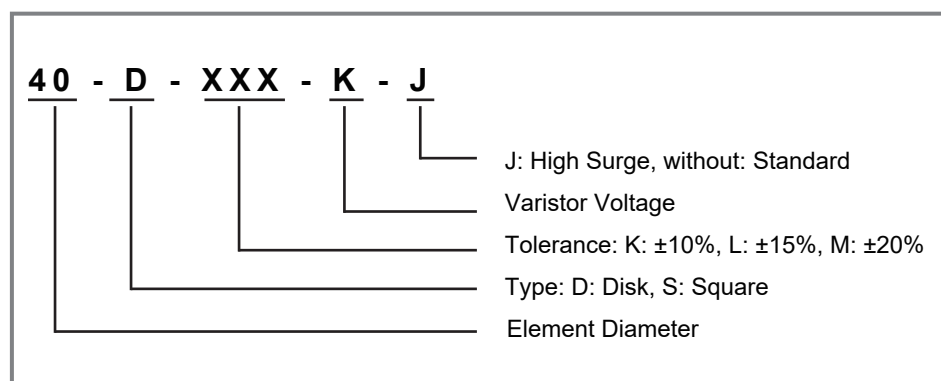 40 - D - XXX - K - J
J: High Surge, without: Standard
Varistor Voltage
Tolerance: K: ±10%, L: ±15%, M: ±20%
Type: D: Disk, S: Square
Element Diameter